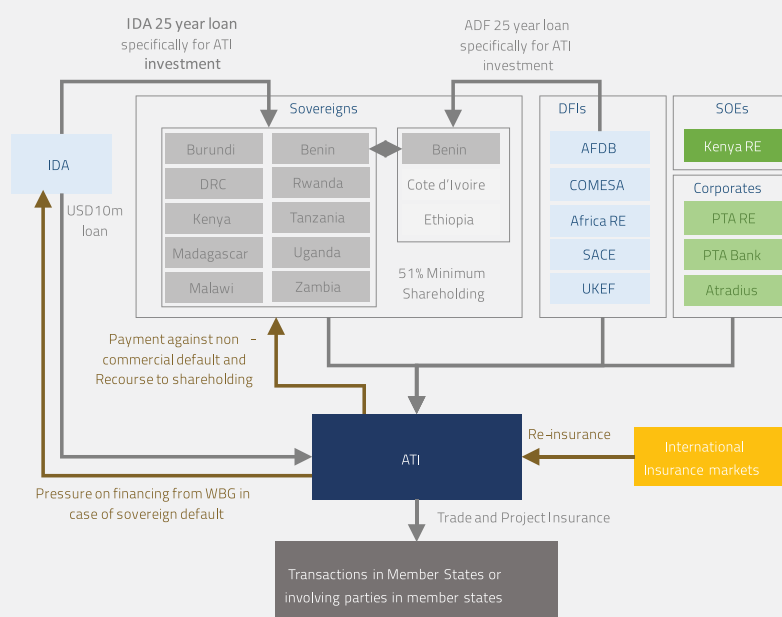 IDA 25 year loan
specifically for ATI
investment
ADF 25 year loan
specifically for ATI
investment
IDA
USD10m
loan
Sovereigns
Burundi
DRC
Kenya
Madagascar
Malawi
Benin
Rwanda
Tanzania
Uganda
Zambia
Benin
Cote d'Ivoire
Ethiopia
51% Minimum
Shareholding
DFIs
AFDB
COMESA
Africa RE
SACE
UKEF
SOEs
Kenya RE
Corporates
PTA RE
PTA Bank
Atradius
Payment against non -
commercial default and
Recourse to shareholding
ATI
Re-insurance
International
Insurance markets
Pressure on financing from WBG in
case of sovereign default
Trade and Project Insurance
Transactions in Member States or
involving parties in member states